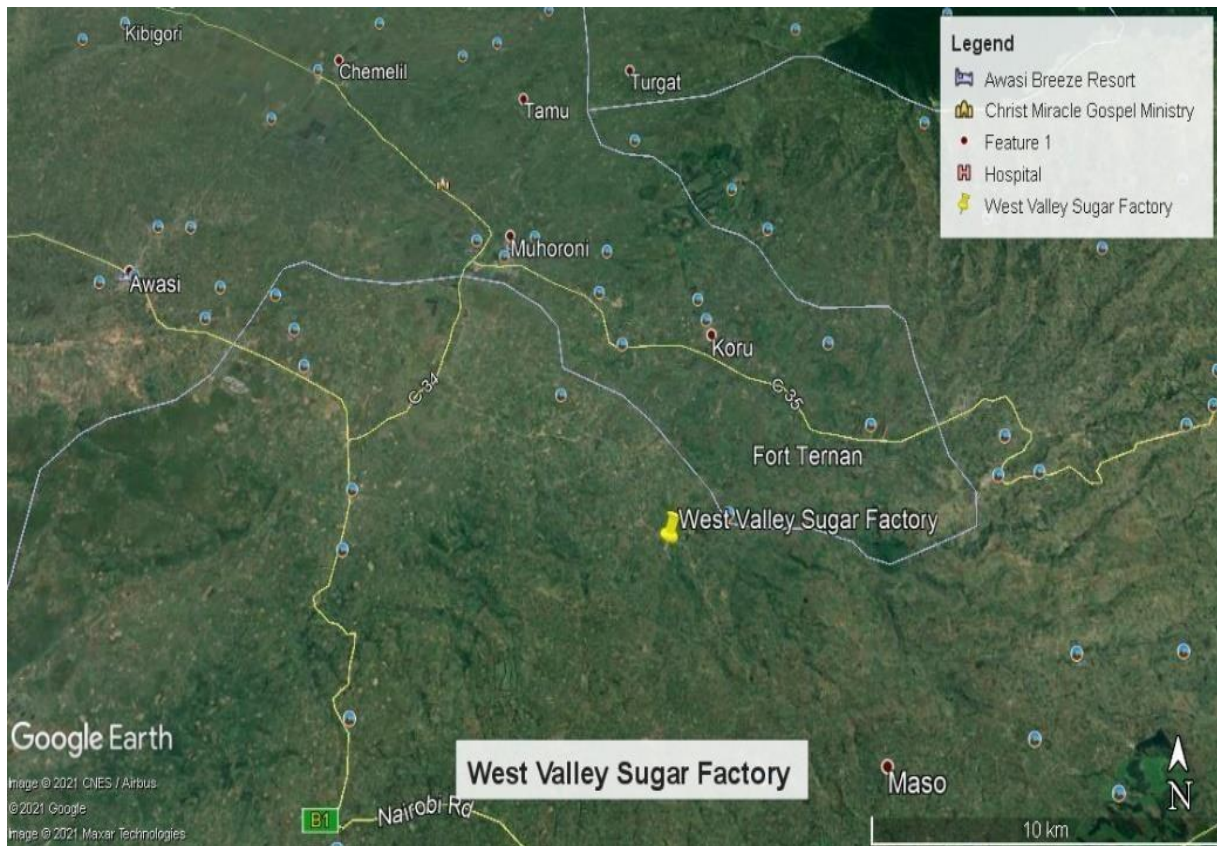 Kibigori
Chemelil
Turgat
Tamu
Legend
Awasi Breeze Resort
Christ Miracle Gospel Ministry
Feature 1
Hospital
West Valley Sugar Factory
Muhoroni
Awasi
Koru
C-34
C-35
Fort Ternan
West Valley Sugar Factory
Google Earth
Image © 2021 CNES / Airbus
© 2021 Google
Image © 2021 Maxar Technologies
West Valley Sugar Factory
B1
Nairobi Rd
Maso
N
10 km